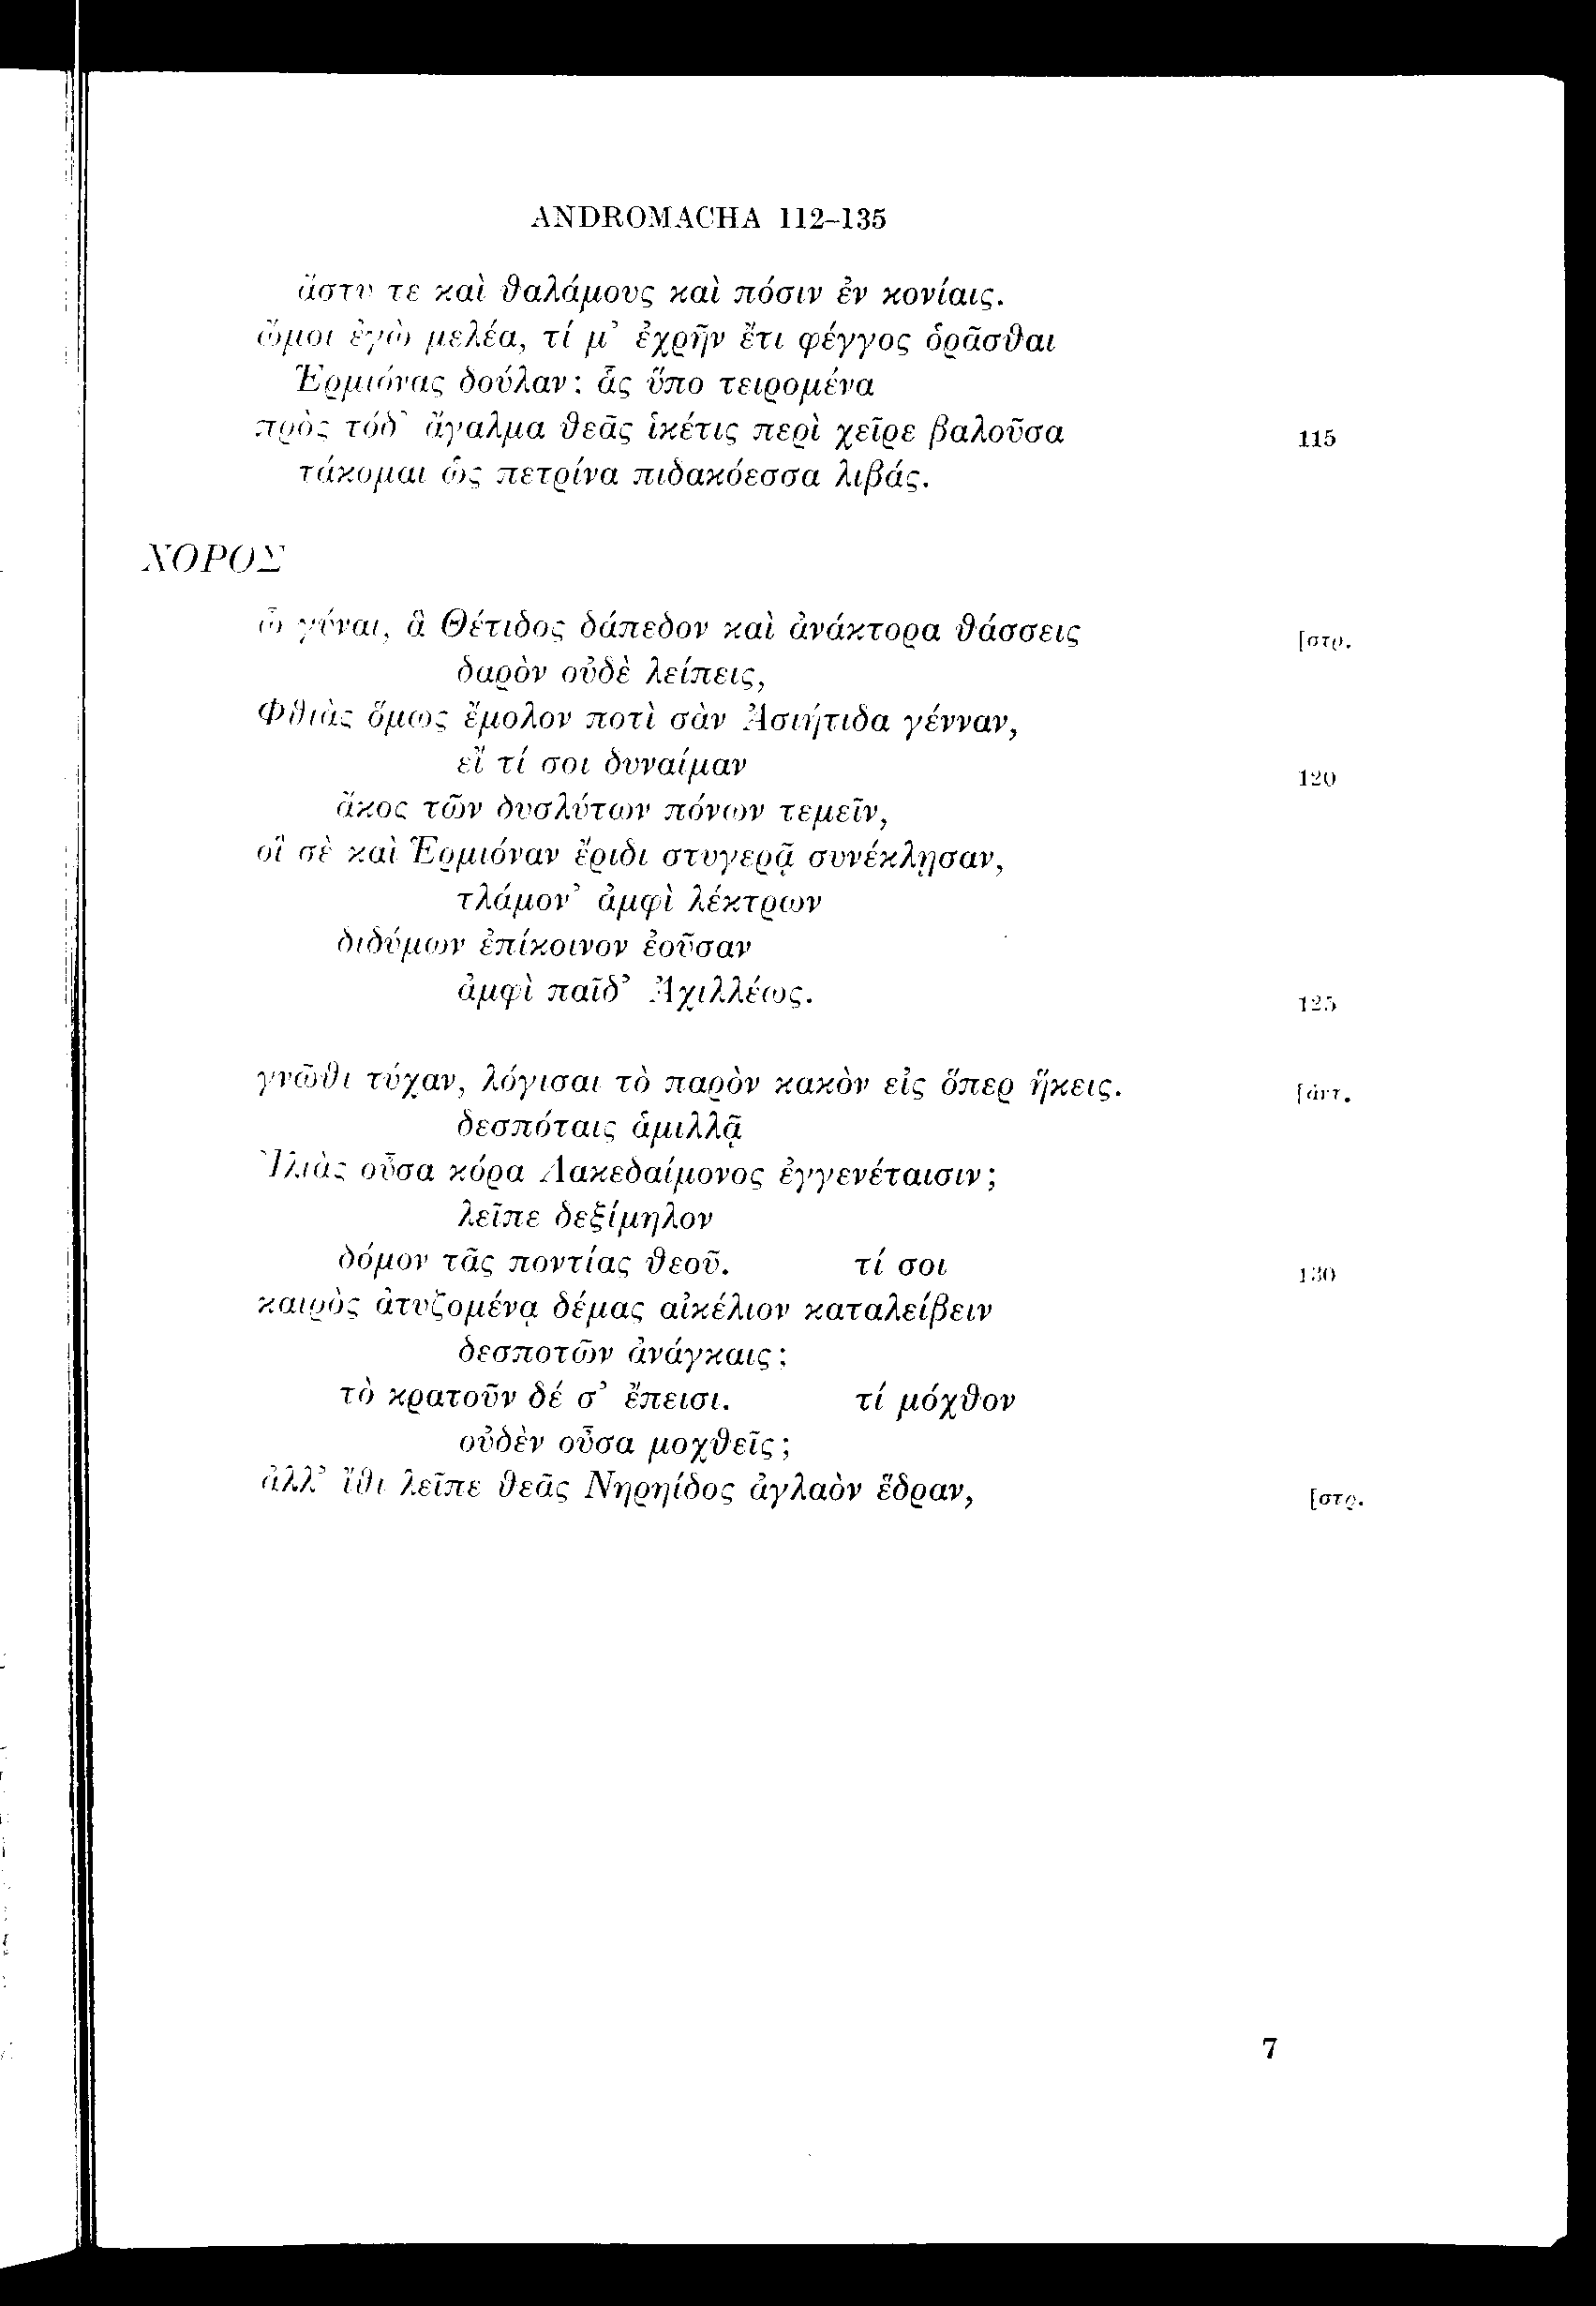 ANDROMACHA 112–135
ἄστυ τε καὶ θαλάμους καὶ πόσιν ἐν κονίαις.
ὤμοι ἐγὼ μελέα, τί μ᾽ ἐχρῆν ἔτι φέγγος ὁρᾶσθαι
Ἑρμιόνας δούλαν; ἇς ὕπο τειρομένα
πρὸς τόδ᾽ ἄγαλμα θεᾶς ἱκέτις περὶ χεῖρε βαλοῦσα 115
τάκομαι ὡς πετρίνα πιδακόεσσα λιβάς.
ΧΟΡΟΣ
ὦ γύναι, ἃ Θέτιδος δάπεδον καὶ ἀνάκτορα θάσσεις [στρ.
δαρὸν οὐδὲ λείπεις,
Φθιὰς ὅμως ἔμολον ποτὶ σὰν Ἀσιήτιδα γένναν,
εἴ τί σοι δυναίμαν 120
ἄκος τῶν δυσλύτων πόνων τεμεῖν,
οἳ σὲ καὶ Ἑρμιόναν ἔριδι στυγερᾷ συνέκλῃσαν,
τλάμον᾽ ἀμφὶ λέκτρων
διδύμων ἐπίκοινον ἐοῦσαν
ἀμφὶ παῖδ᾽ Ἀχιλλέως. 125
γνῶθι τύχαν, λόγισαι τὸ παρὸν κακὸν εἰς ὅπερ ἥκεις. [ἀντ.
δεσπόταις ἁμιλλᾷ
Ἰλιὰς οὖσα κόρα Λακεδαίμονος ἐγγενέταισιν;
λεῖπε δεξίμηλον
δόμον τᾶς ποντίας θεοῦ. τί σοι 130
καιρὸς ἀτυζομένᾳ δέμας αἰκέλιον καταλείβειν
δεσποτῶν ἀνάγκαις;
τὸ κρατοῦν δέ σ᾽ ἔπεισι. τί μόχθον
οὐδὲν οὖσα μοχθεῖς;
ἀλλ᾽ ἴθι λεῖπε θεᾶς Νηρηίδος ἀγλαὸν ἕδραν, [στρ.
7